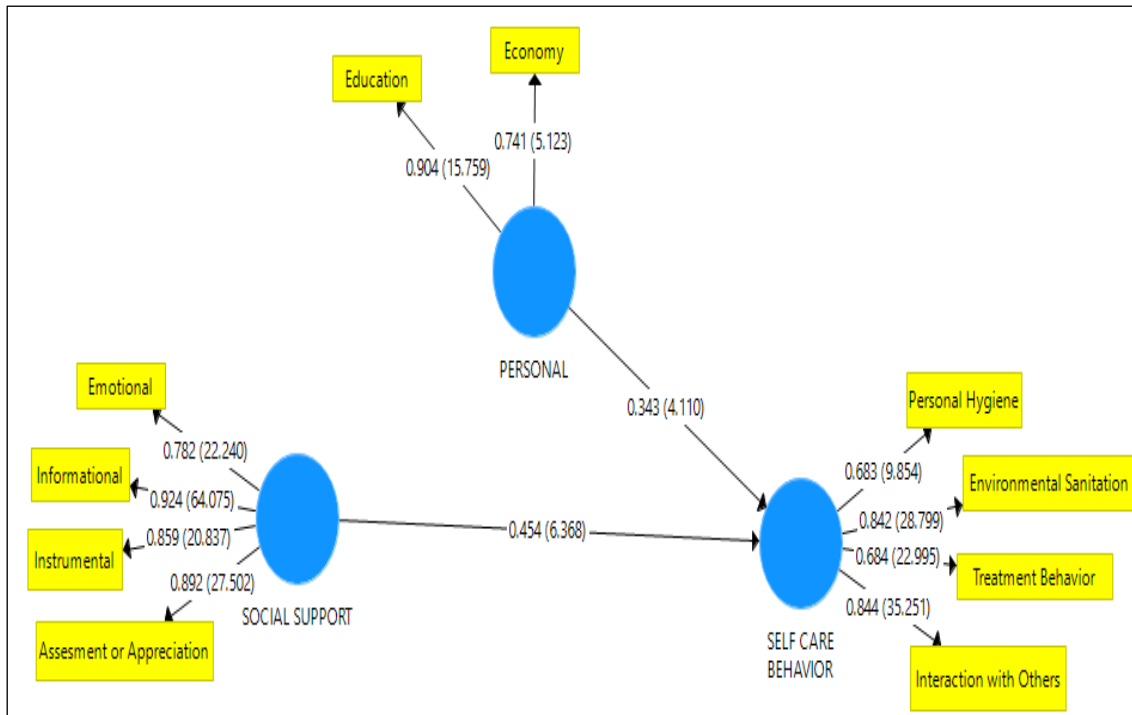 Economy
Education
0.741 (5.123)
0.904 (15.759)
PERSONAL
Emotional
Personal Hygiene
0.343 (4.110)
0.782 (22.240)
Informational
0.683 (9.854)
Environmental Sanitation
0.924 (64.075)
0.842 (28.799)
0.454 (6.368)
0.859 (20.837)
Instrumental
0.684 (22.995)
Treatment Behavior
0.892 (27.502)
0.844 (35.251)
SOCIAL SUPPORT
SELF CARE
BEHAVIOR
Assesment or Appreciation
Interaction with Others